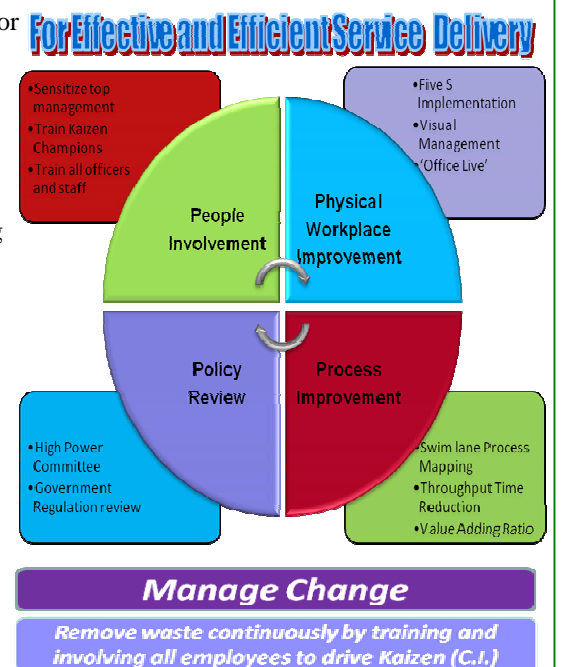 or
For Effective and Efficient Service Delivery
•Sensitize top
management
•Train Kaizen
Champions
•Train all officers
and staff
•Five S
Implementation
•Visual
Management
•'Office Live'
g
People
Involvement
Physical
Workplace
Improvement
Policy
Review
Process
Improvement
•High Power
Committee
•Government
Regulation review
•Swim lane Process
Mapping
•Throughput Time
Reduction
•Value Adding Ratio
Manage Change
Remove waste continuously by training and
involving all employees to drive Kaizen (C.I.)